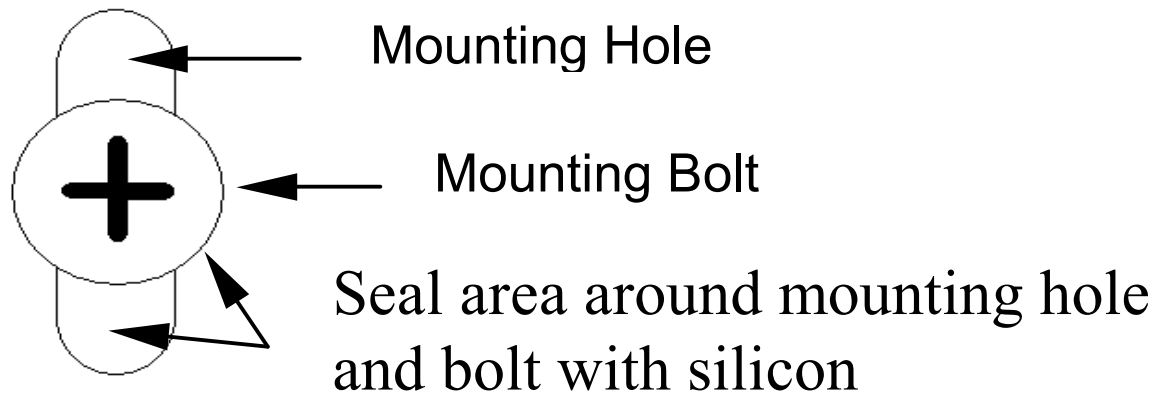 Mounting Hole
Mounting Bolt
Seal area around mounting hole
and bolt with silicon